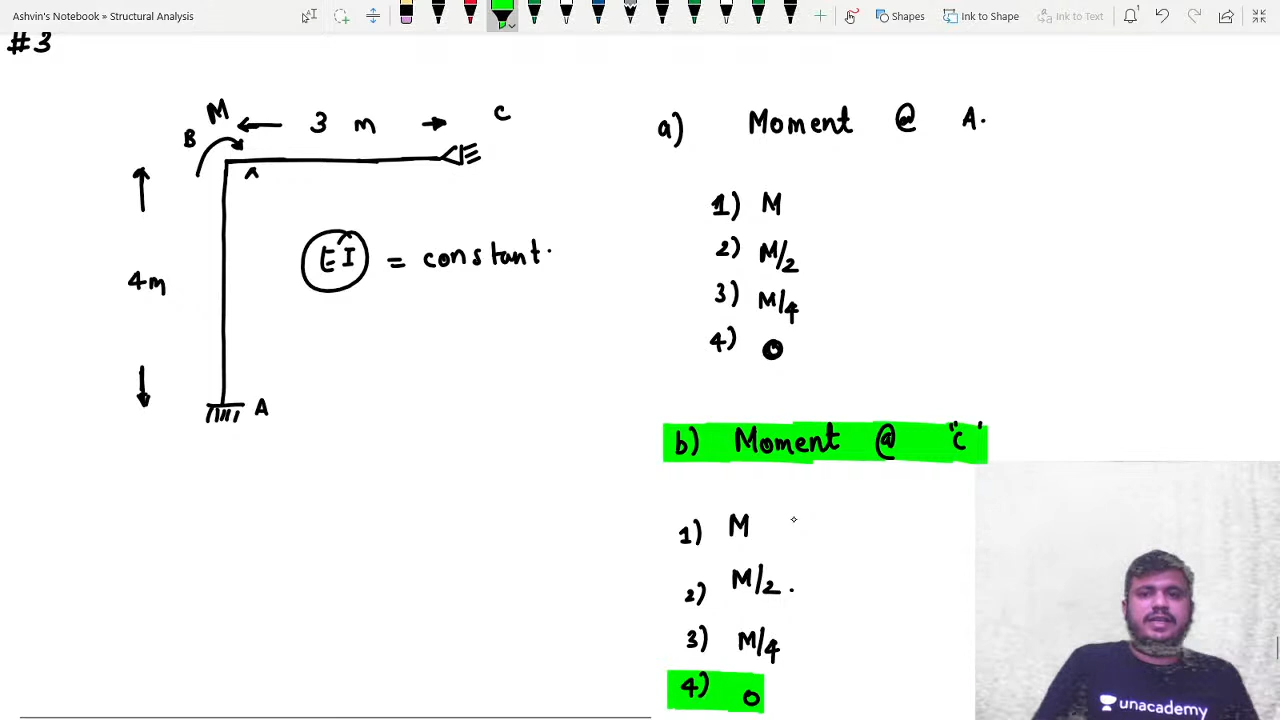 Ashvin's Notebook » Structural Analysis
Shapes
Ink to Shape
Ink to Text
#3
M
B
3 m
C
4m
EI = constant.
A
a) Moment @ A.
1) M
2) M/2
3) M/4
4) 0
b) Moment @ "C"
1) M
2) M/2.
3) M/4
4) 0
unacademy